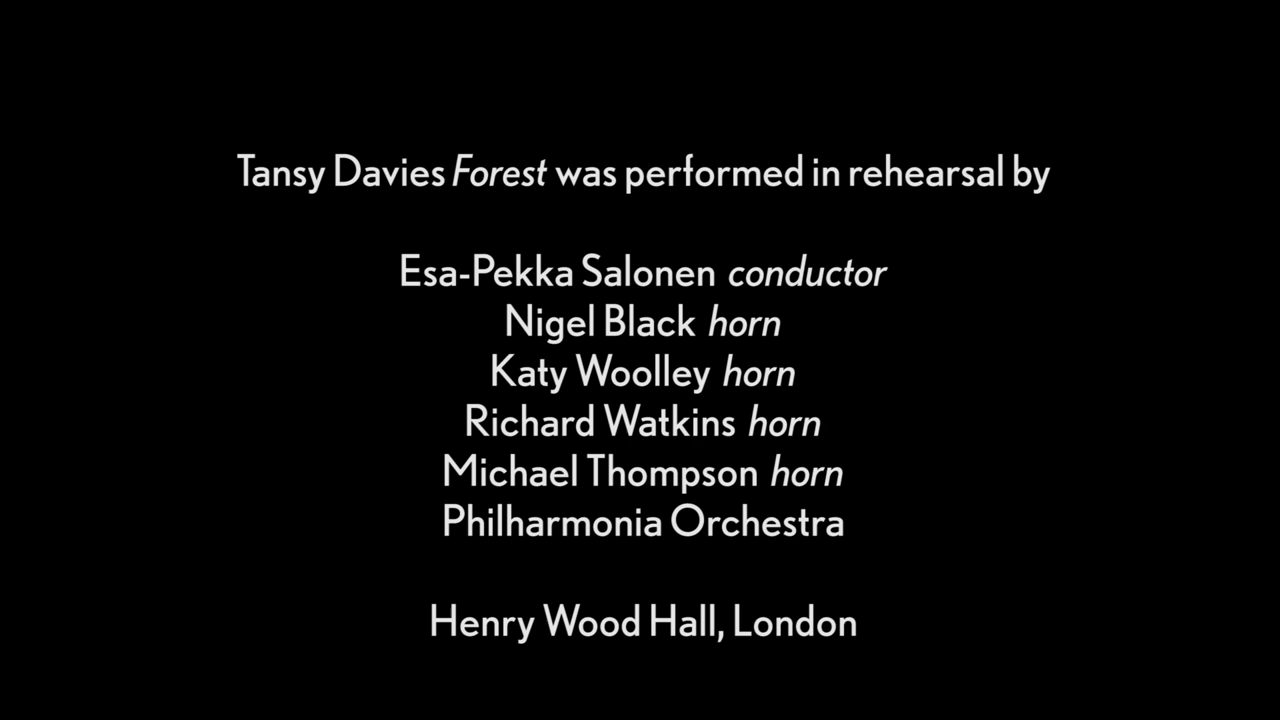 Tansy Davies Forest was performed in rehearsal by
Esa-Pekka Salonen conductor
Nigel Black horn
Katy Woolley horn
Richard Watkins horn
Michael Thompson horn
Philharmonia Orchestra
Henry Wood Hall, London